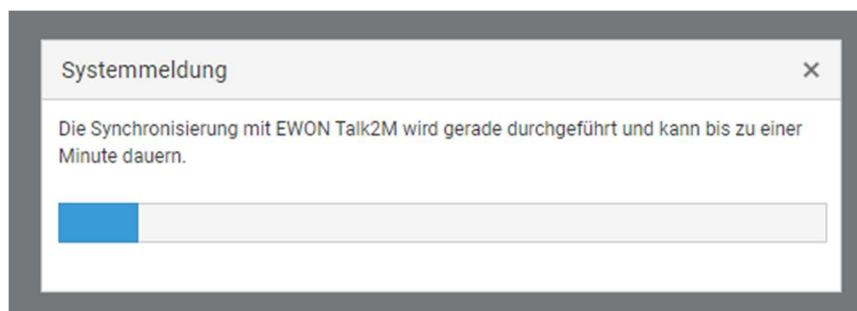 Systemmeldung
Die Synchronisierung mit EWON Talk2M wird gerade durchgeführt und kann bis zu einer
Minute dauern.